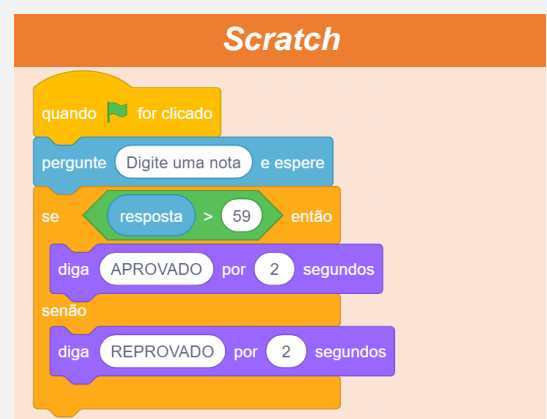 Scratch
quando for clicado
pergunte Digite uma nota e espere
se resposta > 59 então
diga APROVADO por 2 segundos
senão
diga REPROVADO por 2 segundos